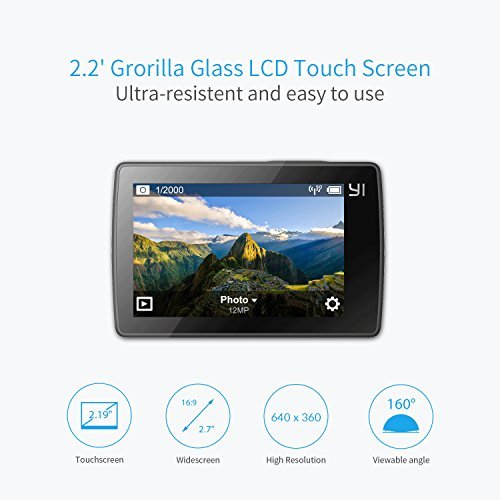 2.2' Grorilla Glass LCD Touch Screen
Ultra-resistent and easy to use
1/2000
YI
Photo
12MP
2.19"
16:9
2.7"
640 x 360
160°
Touchscreen
Widescreen
High Resolution
Viewable angle